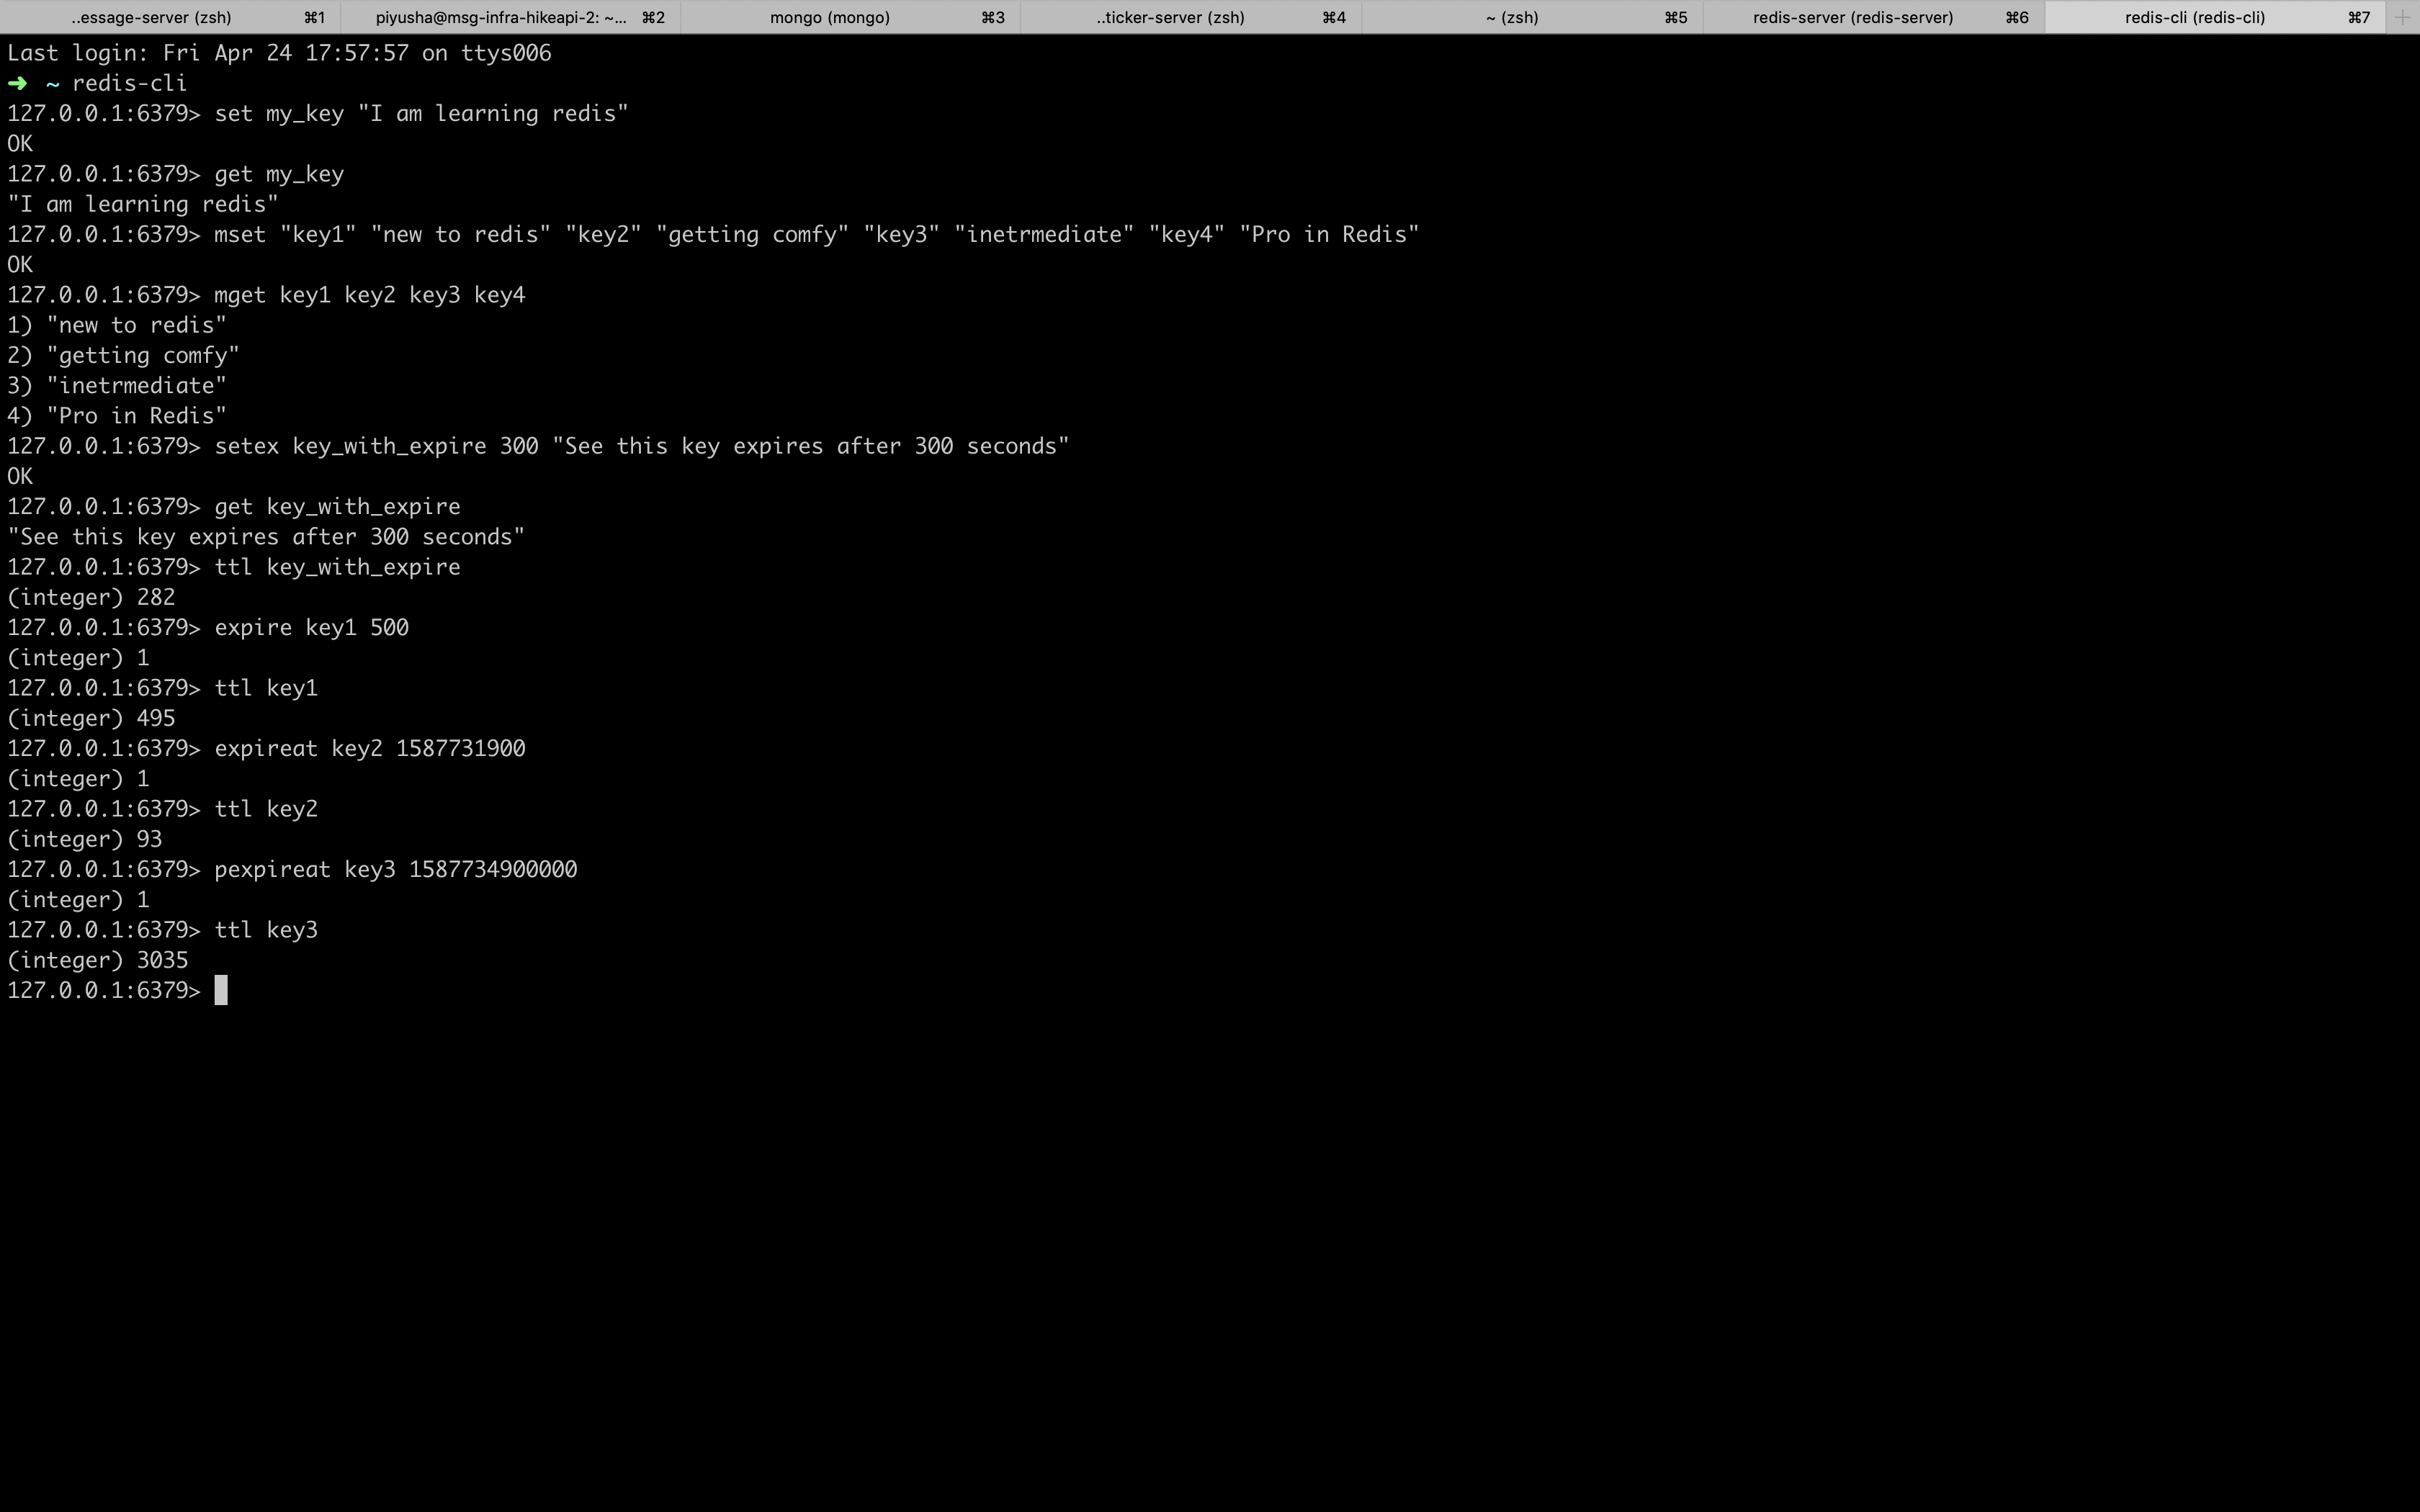 ..essage-server (zsh) ⌘1 piyusha@msg-infra-hikeapi-2: ~... ⌘2 mongo (mongo) ⌘3 ..ticker-server (zsh) ⌘4 ~ (zsh) ⌘5 redis-server (redis-server) ⌘6 redis-cli (redis-cli) ⌘7 +
Last login: Fri Apr 24 17:57:57 on ttys006
➜ ~ redis-cli
127.0.0.1:6379> set my_key "I am learning redis"
OK
127.0.0.1:6379> get my_key
"I am learning redis"
127.0.0.1:6379> mset "key1" "new to redis" "key2" "getting comfy" "key3" "inetrmediate" "key4" "Pro in Redis"
OK
127.0.0.1:6379> mget key1 key2 key3 key4
1) "new to redis"
2) "getting comfy"
3) "inetrmediate"
4) "Pro in Redis"
127.0.0.1:6379> setex key_with_expire 300 "See this key expires after 300 seconds"
OK
127.0.0.1:6379> get key_with_expire
"See this key expires after 300 seconds"
127.0.0.1:6379> ttl key_with_expire
(integer) 282
127.0.0.1:6379> expire key1 500
(integer) 1
127.0.0.1:6379> ttl key1
(integer) 495
127.0.0.1:6379> expireat key2 1587731900
(integer) 1
127.0.0.1:6379> ttl key2
(integer) 93
127.0.0.1:6379> pexpireat key3 1587734900000
(integer) 1
127.0.0.1:6379> ttl key3
(integer) 3035
127.0.0.1:6379>